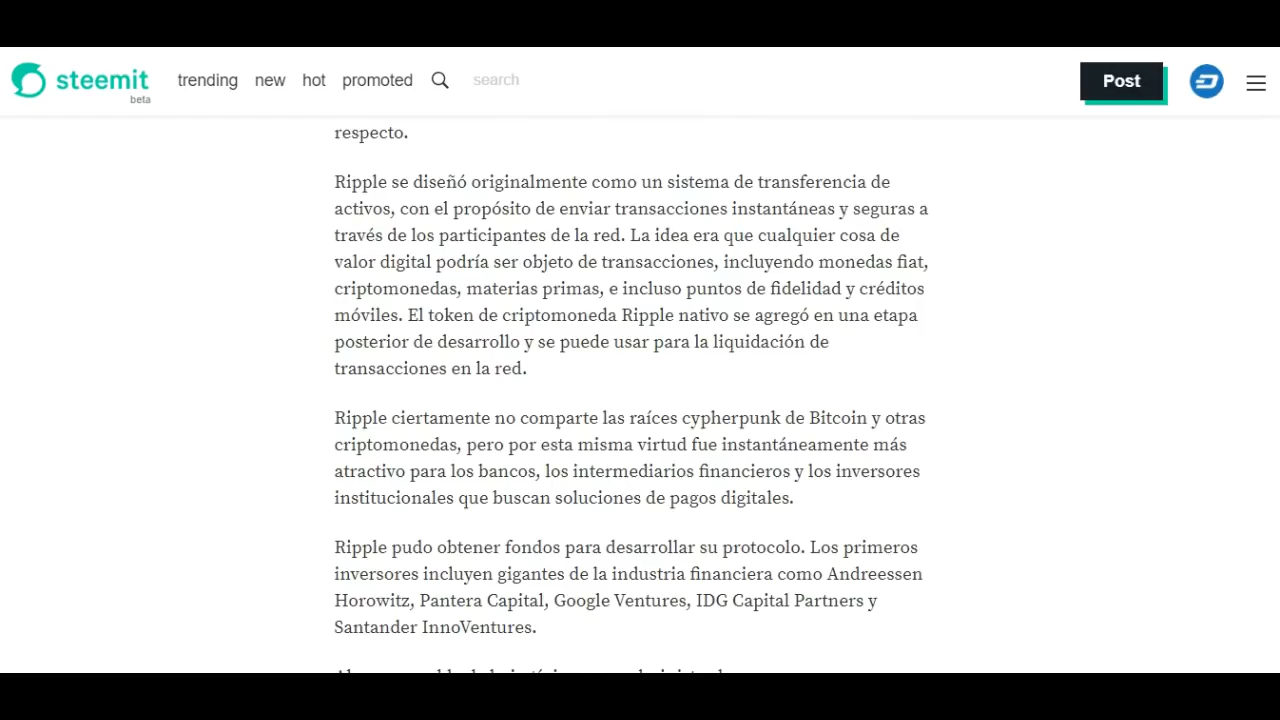 steemit
beta
trending new hot promoted search
Post
respecto.
Ripple se diseñó originalmente como un sistema de transferencia de
activos, con el propósito de enviar transacciones instantáneas y seguras a
través de los participantes de la red. La idea era que cualquier cosa de
valor digital podría ser objeto de transacciones, incluyendo monedas fiat,
criptomonedas, materias primas, e incluso puntos de fidelidad y créditos
móviles. El token de criptomoneda Ripple nativo se agregó en una etapa
posterior de desarrollo y se puede usar para la liquidación de
transacciones en la red.
Ripple ciertamente no comparte las raíces cypherpunk de Bitcoin y otras
criptomonedas, pero por esta misma virtud fue instantáneamente más
atractivo para los bancos, los intermediarios financieros y los inversores
institucionales que buscan soluciones de pagos digitales.
Ripple pudo obtener fondos para desarrollar su protocolo. Los primeros
inversores incluyen gigantes de la industria financiera como Andreessen
Horowitz, Pantera Capital, Google Ventures, IDG Capital Partners y
Santander InnoVentures.